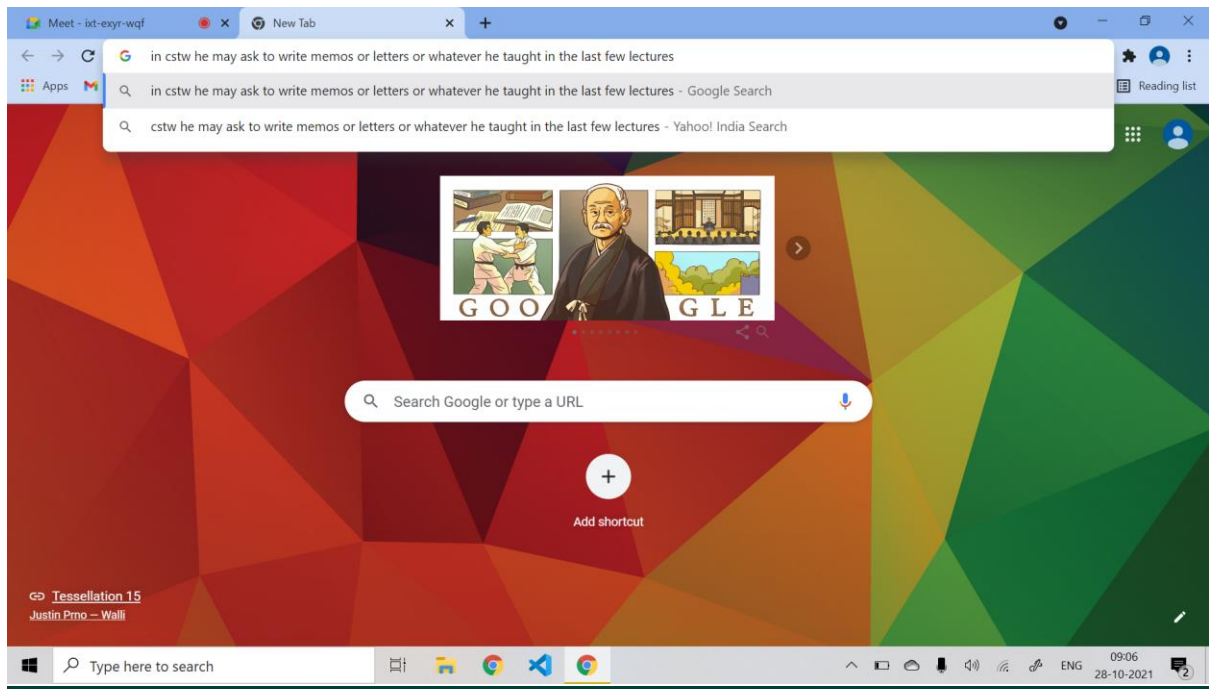 Meet - ixt-exyr-wqf
New Tab
in cstw he may ask to write memos or letters or whatever he taught in the last few lectures
Apps
Reading list
in cstw he may ask to write memos or letters or whatever he taught in the last few lectures - Google Search
cstw he may ask to write memos or letters or whatever he taught in the last few lectures - Yahoo! India Search
GOO GLE
Search Google or type a URL
Add shortcut
Tessellation 15
Justin Prno — Walli
Type here to search
ENG
09:06
28-10-2021
2